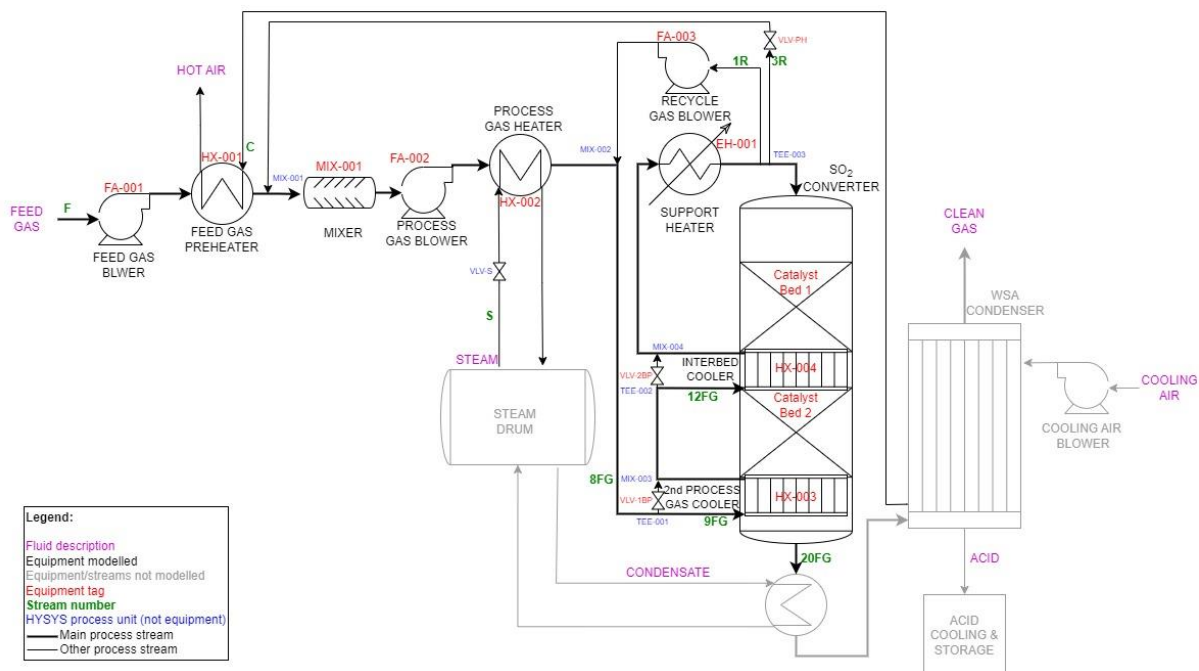 FA-003
VLV-PH
1R
3R
HOT AIR
RECYCLE
GAS BLOWER
PROCESS
GAS HEATER
HX-001
C
MIX-001
MIX-001
FA-002
MIX-002
EH-001
TEE-003
SO2
CONVERTER
FA-001
F
FEED
GAS
FEED GAS
BLWER
FEED GAS
PREHEATER
MIXER
PROCESS
GAS BLOWER
HX-002
SUPPORT
HEATER
CLEAN
GAS
VLV-S
S
Catalyst
Bed 1
WSA
CONDENSER
STEAM
MIX-004
INTERBED
COOLER
HX-004
VLV-2BP
TEE-002
12FG
COOLING
AIR
STEAM
DRUM
Catalyst
Bed 2
COOLING AIR
BLOWER
8FG
MIX-003
2nd PROCESS
GAS COOLER
HX-003
VLV-1BP
TEE-001
9FG
20FG
CONDENSATE
ACID
ACID
COOLING &
STORAGE
Legend:
Fluid description
Equipment modelled
Equipment/streams not modelled
Equipment tag
Stream number
HYSYS process unit (not equipment)
Main process stream
Other process stream